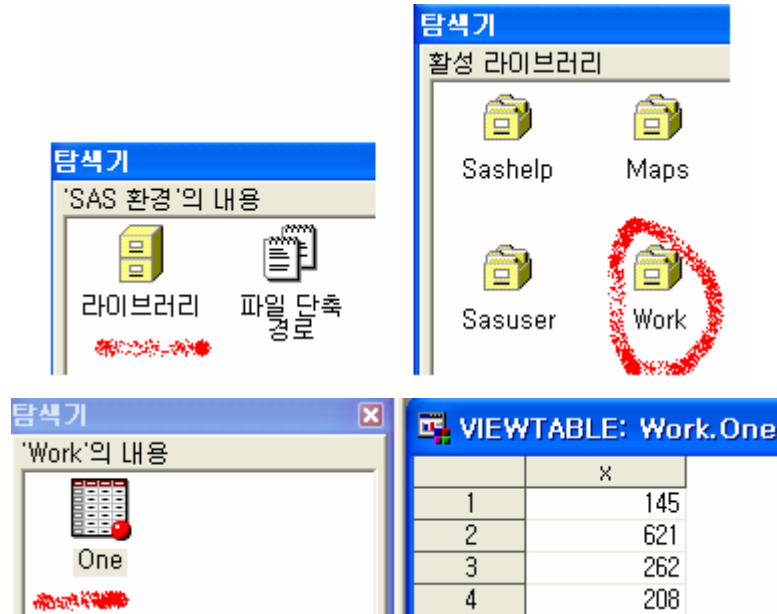 탐색기
'SAS 환경'의 내용
라이브러리
파일 단축
경로
탐색기
활성 라이브러리
Sashelp
Maps
Sasuser
Work
탐색기
'Work'의 내용
One
VIEWTABLE: Work.One
x
1 145
2 621
3 262
4 208